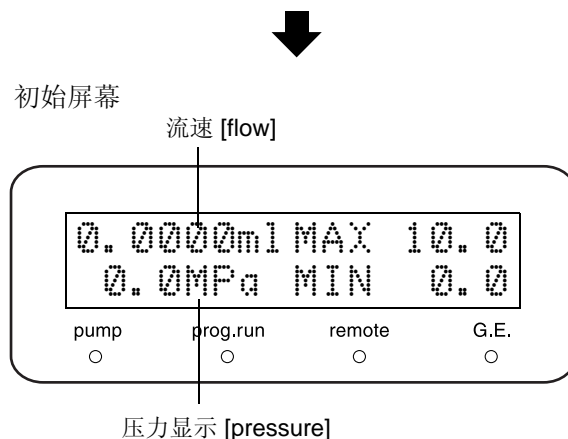 初始屏幕
流速 [flow]
0.0000ml MAX 10.0
0.0MPa MIN 0.0
pump prog.run remote G.E.
压力显示 [pressure]